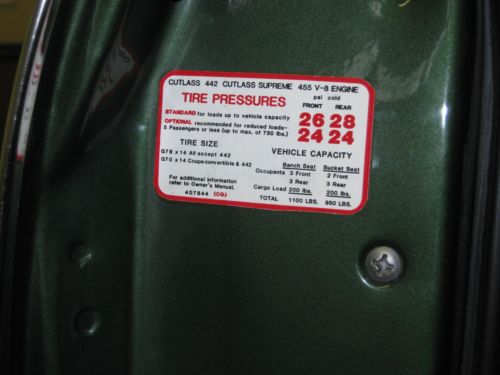 CUTLASS 442 CUTLASS SUPREME 455 V-8 ENGINE
TIRE PRESSURES
psi cold
FRONT REAR
STANDARD for loads up to vehicle capacity 26 28
OPTIONAL recommended for reduced loads-
5 Passengers or less (up to max. of 750 lbs.) 24 24
TIRE SIZE
G78 x 14 All except 442
G70 x 14 Coupe convertible & 442
For additional information
refer to Owner's Manual.
407844 (OB)
VEHICLE CAPACITY
Bench Seat Bucket Seat
Occupants 3 Front 2 Front
3 Rear 3 Rear
Cargo Load 200 lbs. 200 lbs.
TOTAL 1100 LBS. 950 LBS.